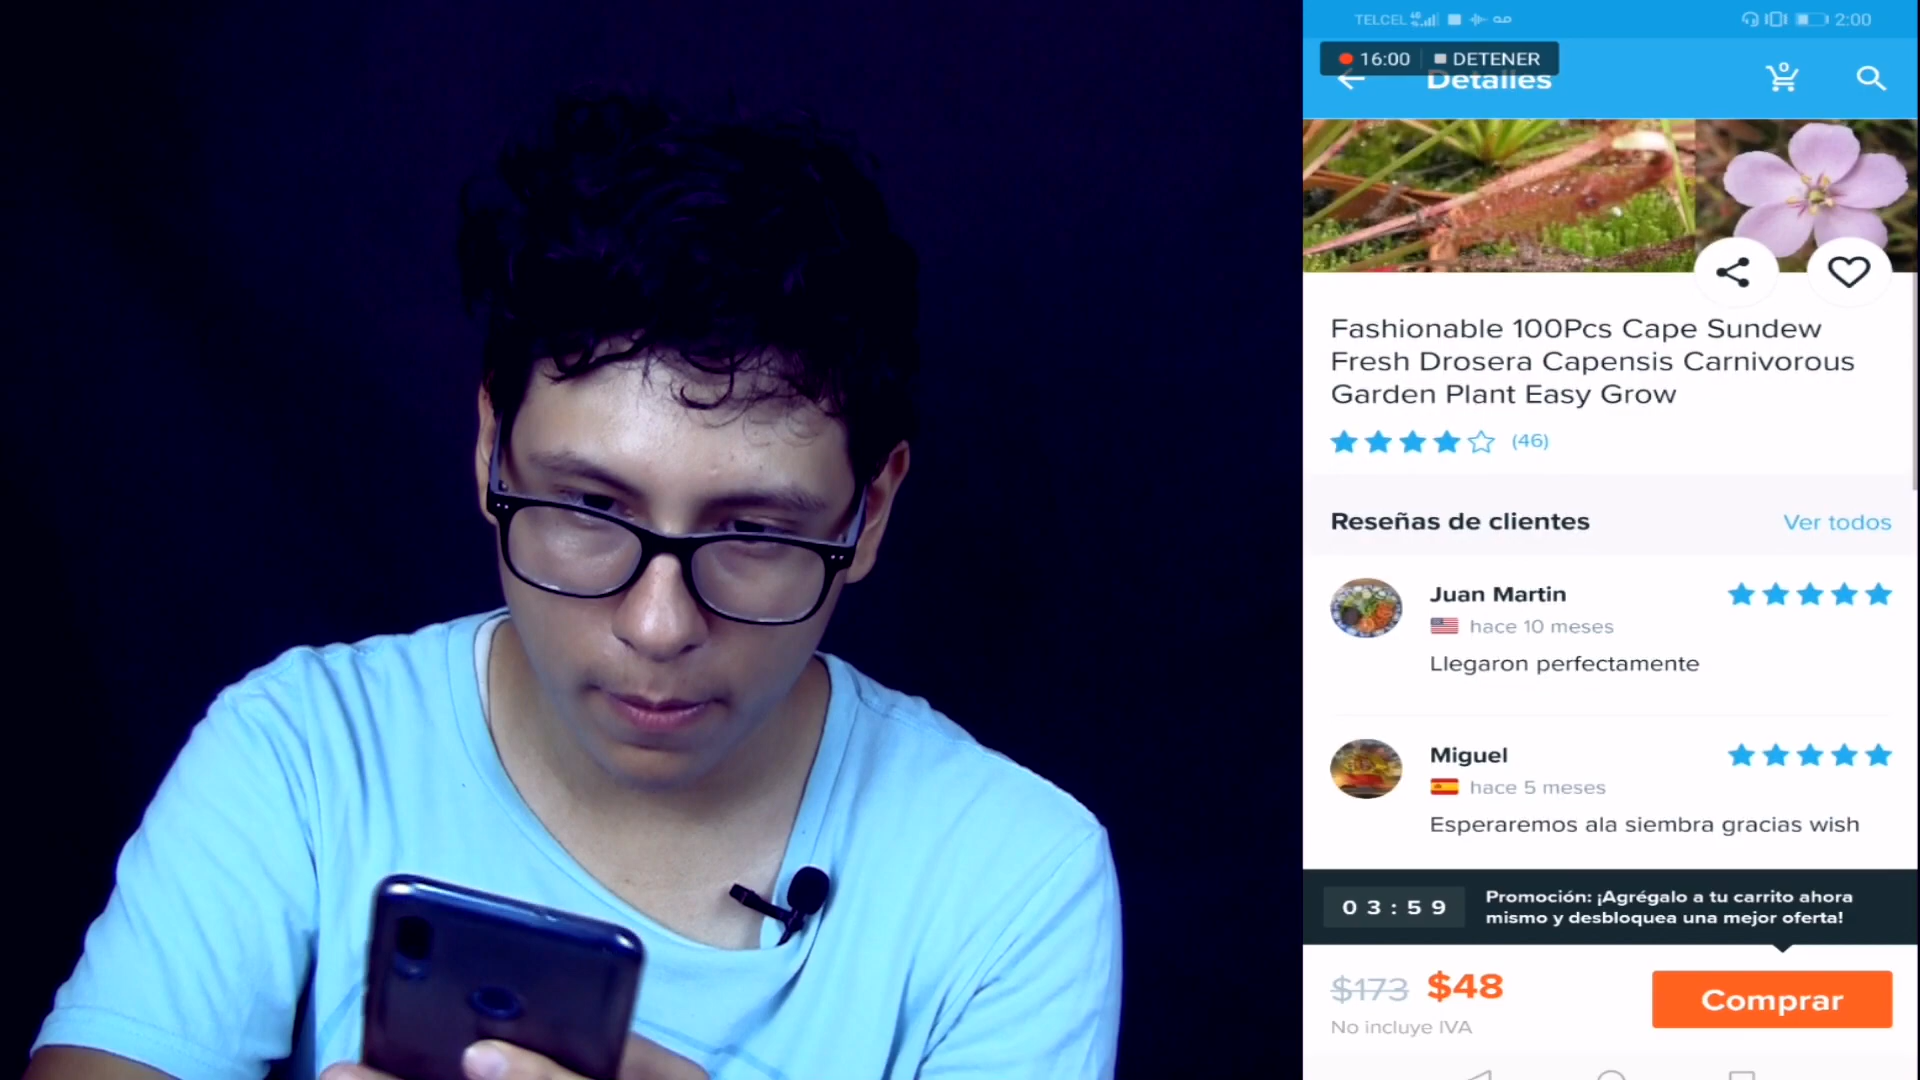 TELCEL 2:00
16:00 DETENER
Detalles
0
Fashionable 100Pcs Cape Sundew
Fresh Drosera Capensis Carnivorous
Garden Plant Easy Grow
(46)
Reseñas de clientes Ver todos
Juan Martin
hace 10 meses
Llegaron perfectamente
Miguel
hace 5 meses
Esperaremos ala siembra gracias wish
03:59
Promoción: ¡Agrégalo a tu carrito ahora
mismo y desbloquea una mejor oferta!
$173 $48
Comprar
No incluye IVA